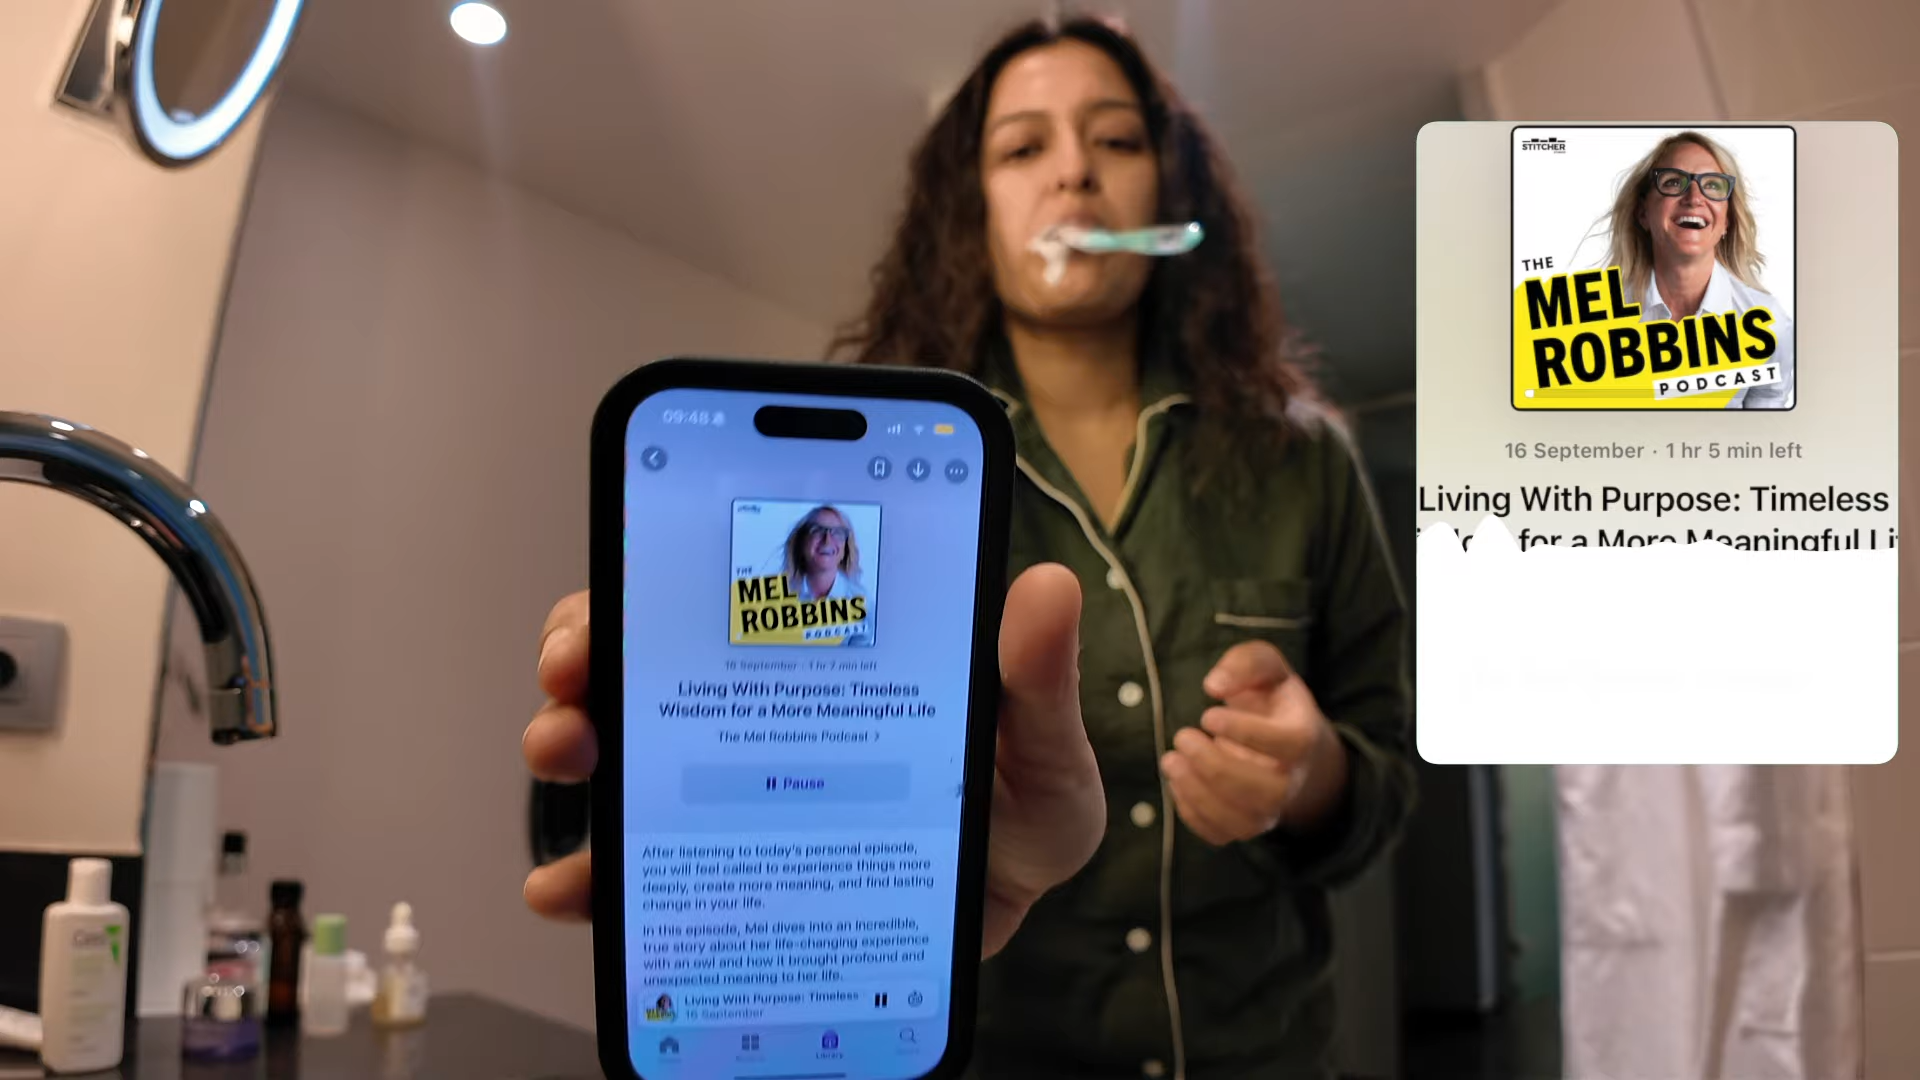 09:48
THE
MEL
ROBBINS
PODCAST
16 September · 1 hr 7 min left
Living With Purpose: Timeless
Wisdom for a More Meaningful Life
The Mel Robbins Podcast >
Pause
After listening to today's personal episode,
you will feel called to experience things more
deeply, create more meaning, and find lasting
change in your life.
In this episode, Mel dives into an incredible,
true story about her life-changing experience
with an owl and how it brought profound and
unexpected meaning to her life.
Living With Purpose: Timeless
16 September
Library
STITCHER
THE
MEL
ROBBINS
PODCAST
16 September · 1 hr 5 min left
Living With Purpose: Timeless
for a More Meaningful Li